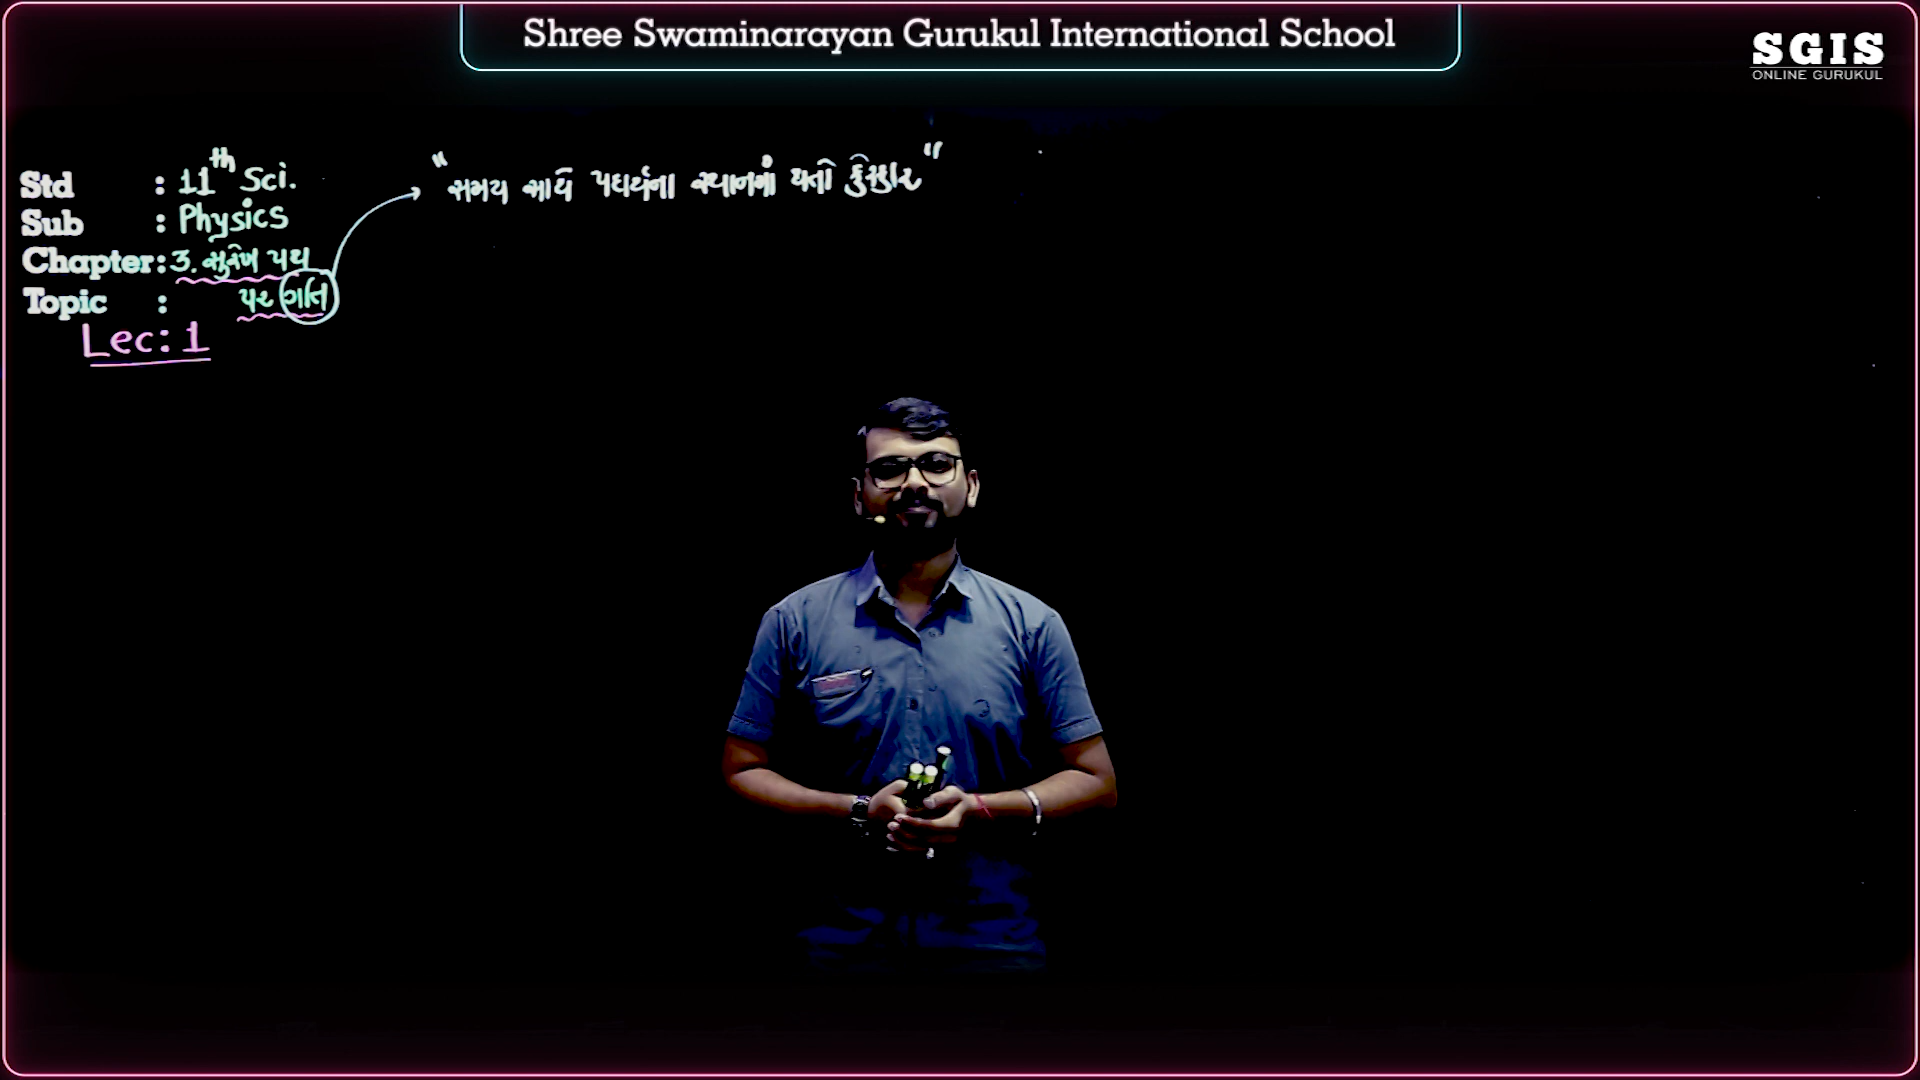 Shree Swaminarayan Gurukul International School
SGIS
ONLINE GURUKUL
Std : 11th Sci.
Sub : Physics
Chapter: 3. સુરેખ પથ
Topic : પર ગતિ
Lec: 1
"સમય સાથે પદાર્થના સ્થાનમાં થતો ફેરફાર"